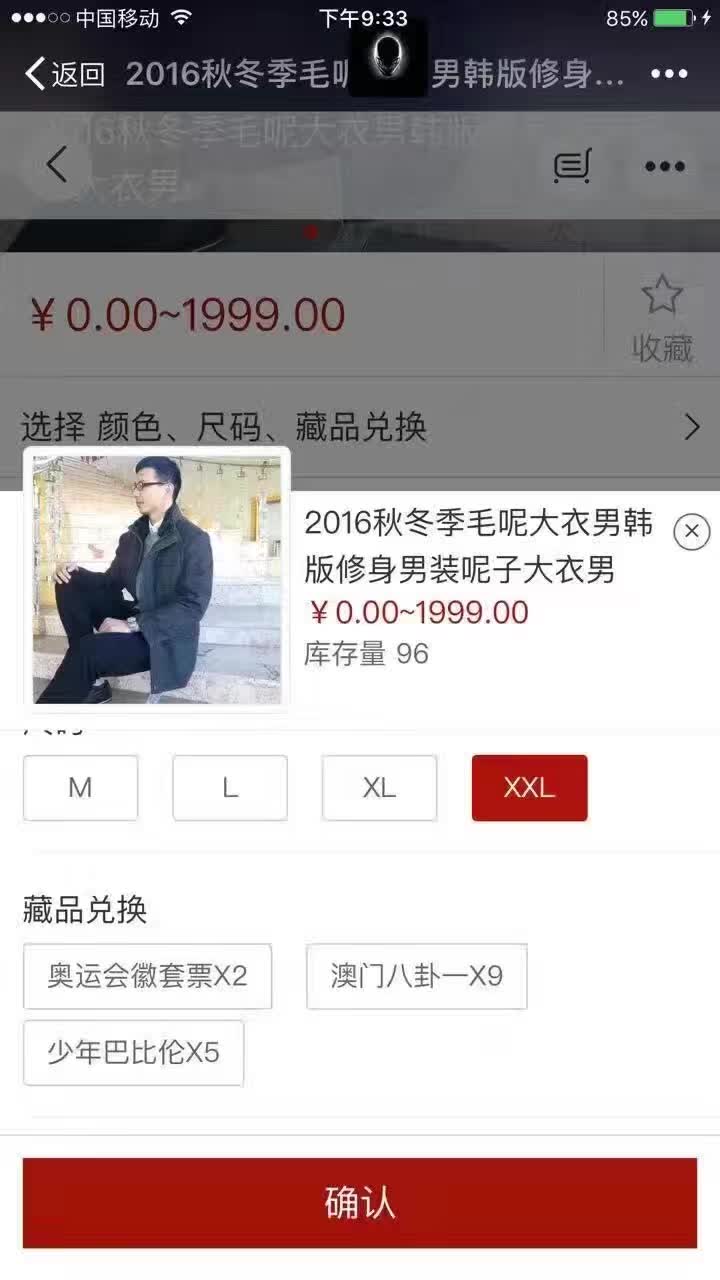 中国移动 下午9:33 85%
返回 2016秋冬季毛呢 男韩版修身...
2016秋冬季毛呢大衣男韩版
大衣男
¥0.00~1999.00
收藏
选择 颜色、尺码、藏品兑换
2016秋冬季毛呢大衣男韩
版修身男装呢子大衣男
¥0.00~1999.00
库存量 96
尺码
M L XL XXL
藏品兑换
奥运会徽套票X2 澳门八卦一X9
少年巴比伦X5
确认